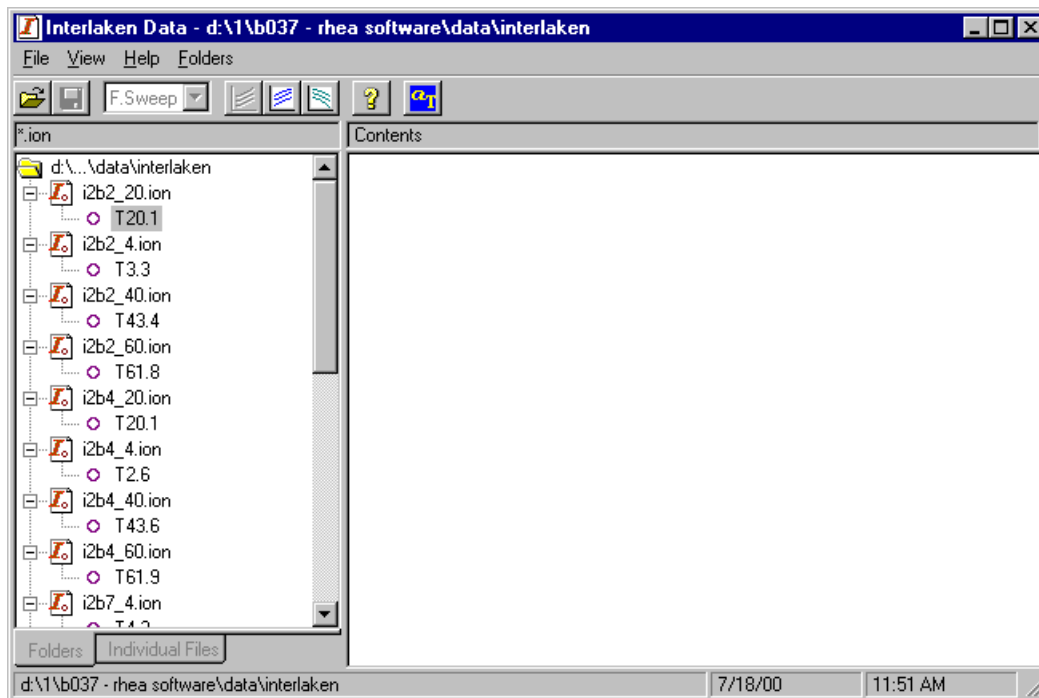 Interlaken Data - d:\1\b037 - rhea software\data\interlaken
File View Help Folders
F.Sweep ? aT
*.ion Contents
d:\...\data\interlaken
i2b2_20.ion
T20.1
i2b2_4.ion
T3.3
i2b2_40.ion
T43.4
i2b2_60.ion
T61.8
i2b4_20.ion
T20.1
i2b4_4.ion
T2.6
i2b4_40.ion
T43.6
i2b4_60.ion
T61.9
i2b7_4.ion
Folders Individual Files
d:\1\b037 - rhea software\data\interlaken 7/18/00 11:51 AM